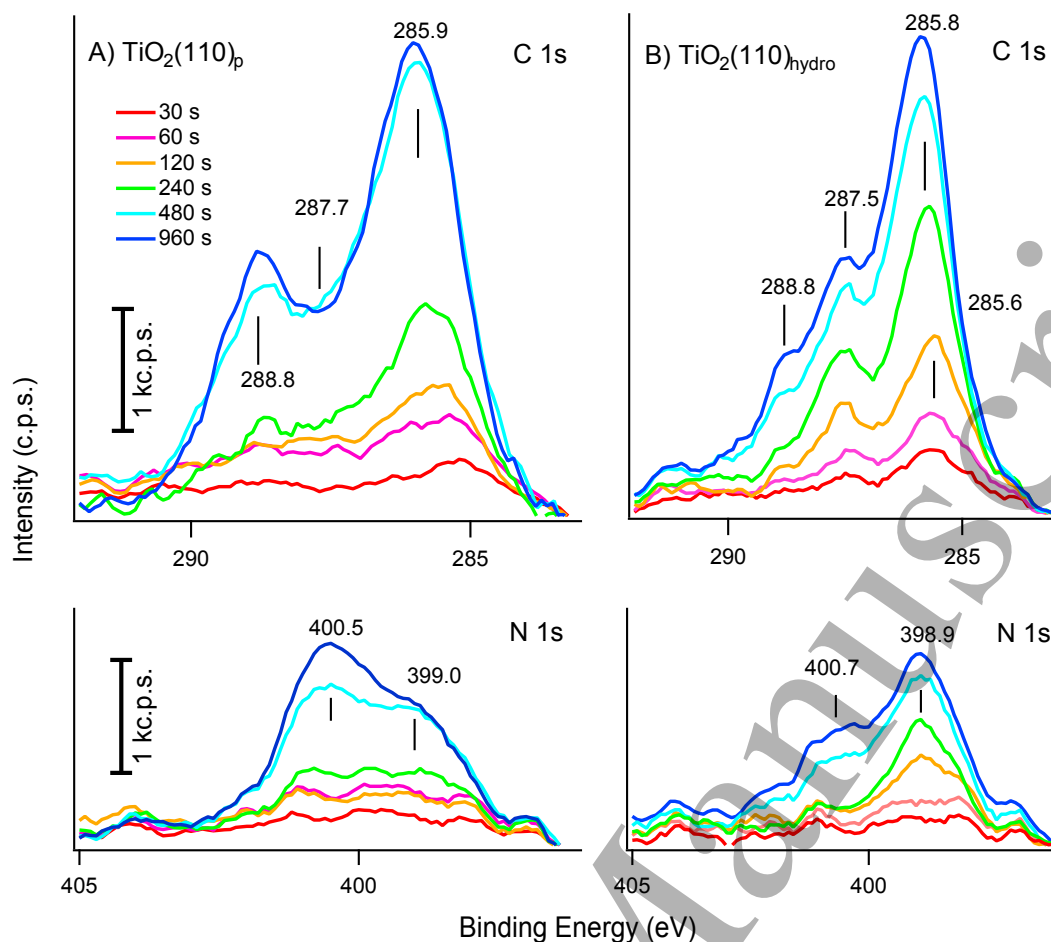 A) TiO2(110)p
C 1s
285.9
30 s
60 s
120 s
240 s
480 s
960 s
287.7
288.8
1 kc.p.s.
290
285
B) TiO2(110)hydro
C 1s
285.8
287.5
288.8
285.6
290
285
Intensity (c.p.s.)
N 1s
400.5
399.0
1 kc.p.s.
405
400
N 1s
398.9
400.7
405
400
Binding Energy (eV)